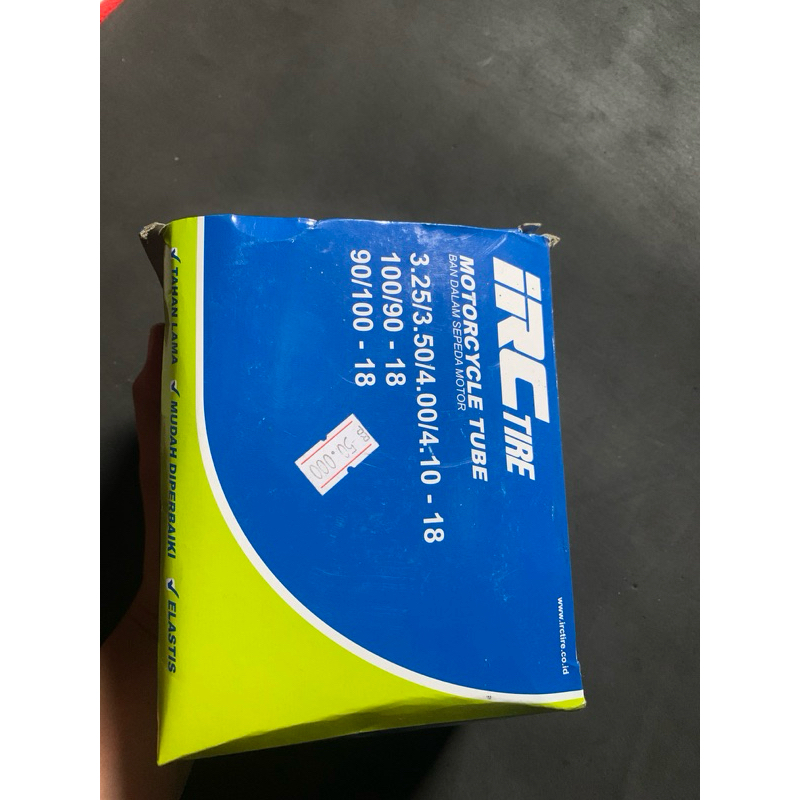 iRC TIRE
MOTORCYCLE TUBE
BAN DALAM SEPEDA MOTOR
3.25/3.50/4.00/4.10 - 18
100/90 - 18
90/100 - 18
50.000
www.irctire.co.id
TAHAN LAMA
MUDAH DIPERBAIKI
ELASTIS